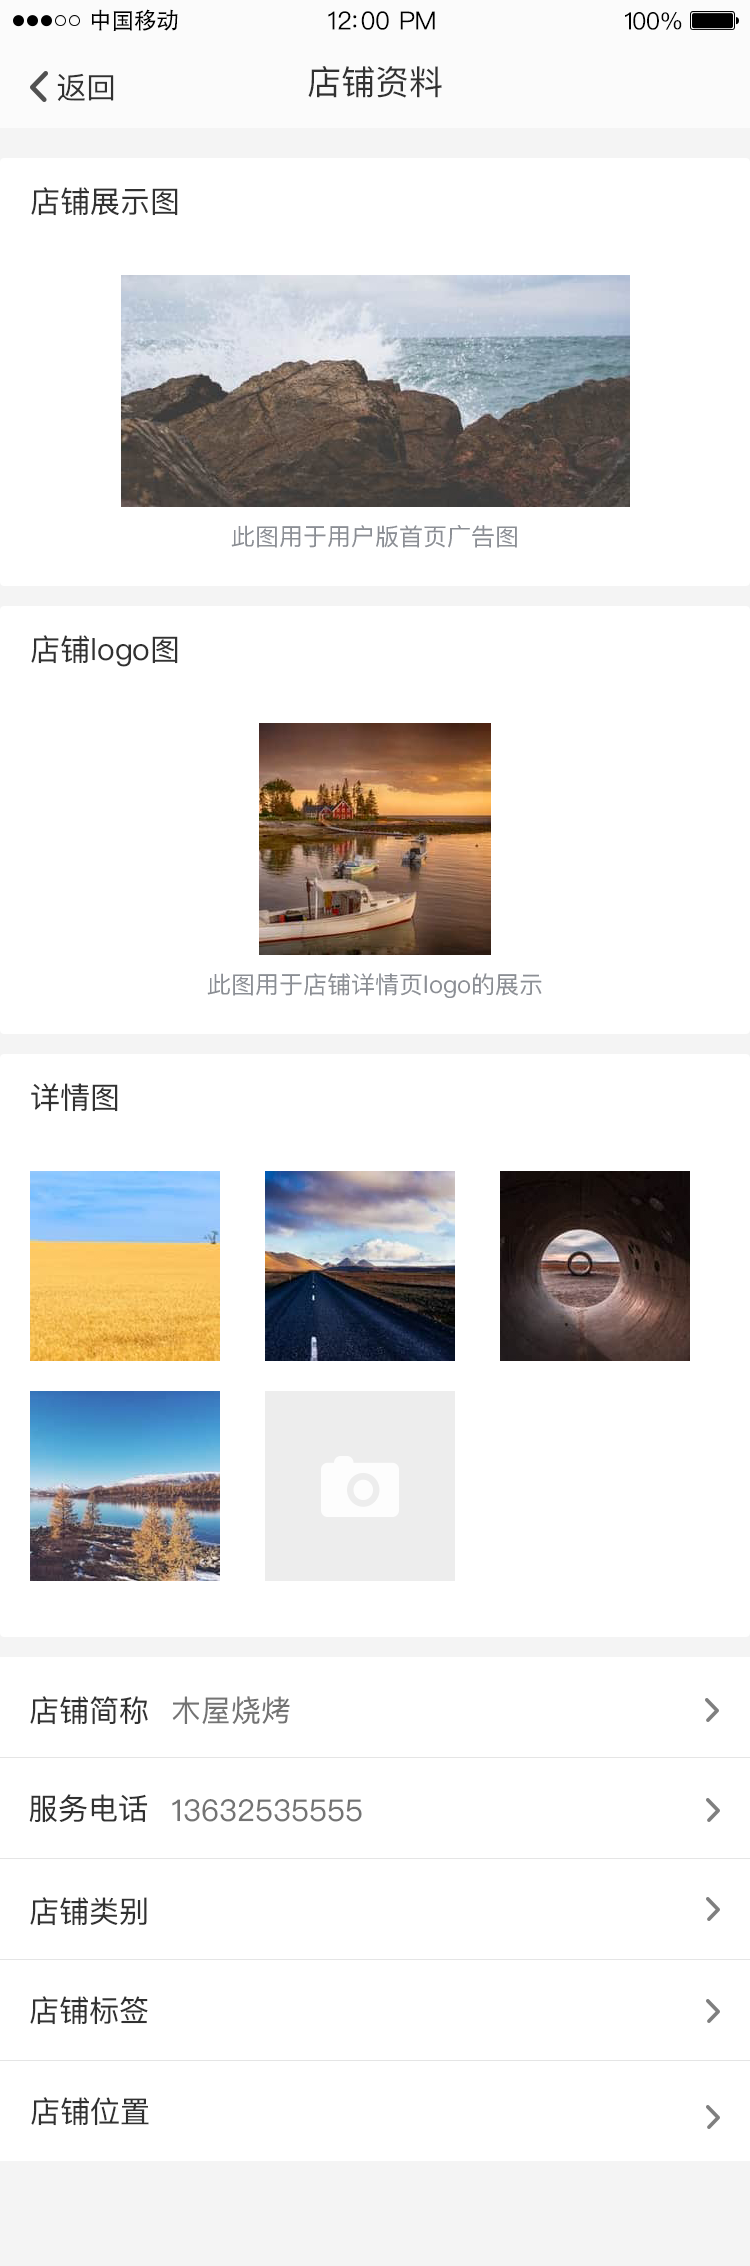 中国移动 12:00 PM 100%
返回 店铺资料
店铺展示图
此图用于用户版首页广告图
店铺logo图
此图用于店铺详情页logo的展示
详情图
店铺简称 木屋烧烤
服务电话 13632535555
店铺类别
店铺标签
店铺位置